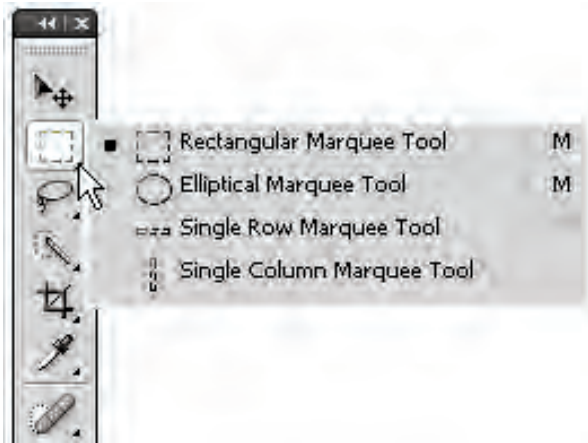 Rectangular Marquee Tool M
Elliptical Marquee Tool M
Single Row Marquee Tool
Single Column Marquee Tool